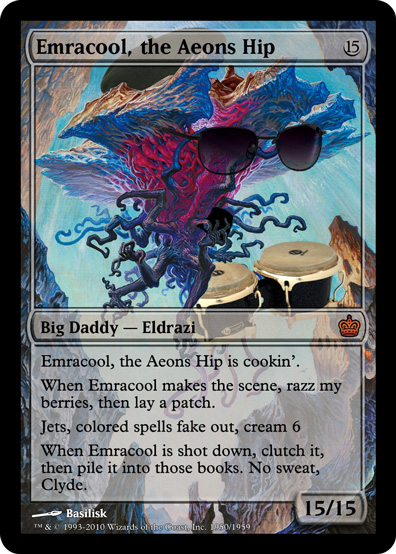 Emracool, the Aeons Hip 15
Big Daddy — Eldrazi
Emracool, the Aeons Hip is cookin’.
When Emracool makes the scene, razz my
berries, then lay a patch.
Jets, colored spells fake out, cream 6
When Emracool is shot down, clutch it,
then pile it into those books. No sweat,
Clyde.
15/15
Basilisk
™ & © 1993-2010 Wizards of the Coast, Inc. 1950/1959